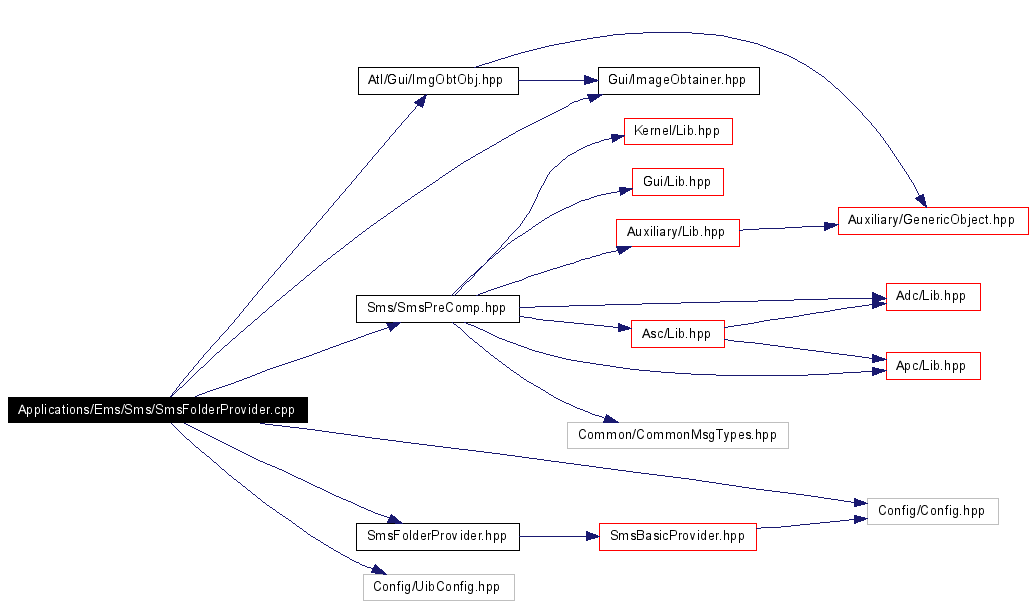 Atl/Gui/ImgObtObj.hpp
Gui/ImageObtainer.hpp
Kernel/Lib.hpp
Gui/Lib.hpp
Auxiliary/GenericObject.hpp
Auxiliary/Lib.hpp
Adc/Lib.hpp
Sms/SmsPreComp.hpp
Asc/Lib.hpp
Apc/Lib.hpp
Applications/Ems/Sms/SmsFolderProvider.cpp
Common/CommonMsgTypes.hpp
Config/Config.hpp
SmsFolderProvider.hpp
SmsBasicProvider.hpp
Config/UibConfig.hpp